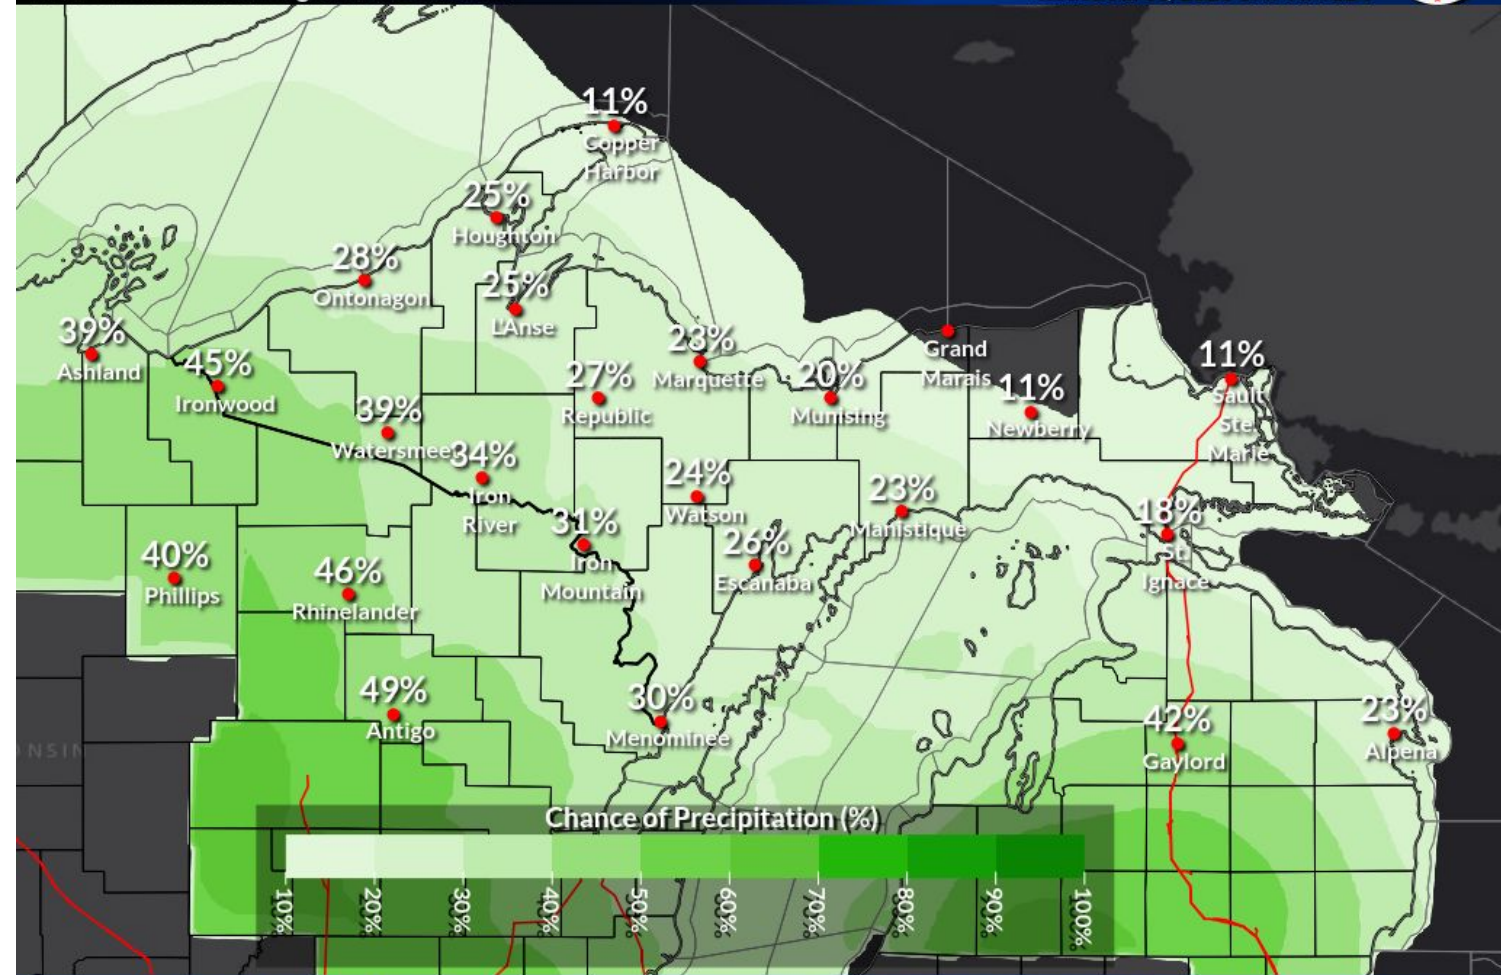 11%
Copper
Harbor
25%
Houghton
28%
Ontonagon
25%
L'Anse
39%
Ashland
45%
Ironwood
23%
Marquette
Grand
Marais
11%
Sault
Ste
Marie
27%
Republic
20%
Munising
11%
Newberry
39%
Watersmee
34%
Iron
River
24%
Watson
23%
Manistique
18%
St.
Ignace
31%
Iron
Mountain
26%
Escanaba
40%
Phillips
46%
Rhinelander
49%
Antigo
30%
Menominee
42%
Gaylord
23%
Alpena
ONSIN
Chance of Precipitation (%)
10%
20%
30%
40%
50%
60%
70%
80%
90%
100%